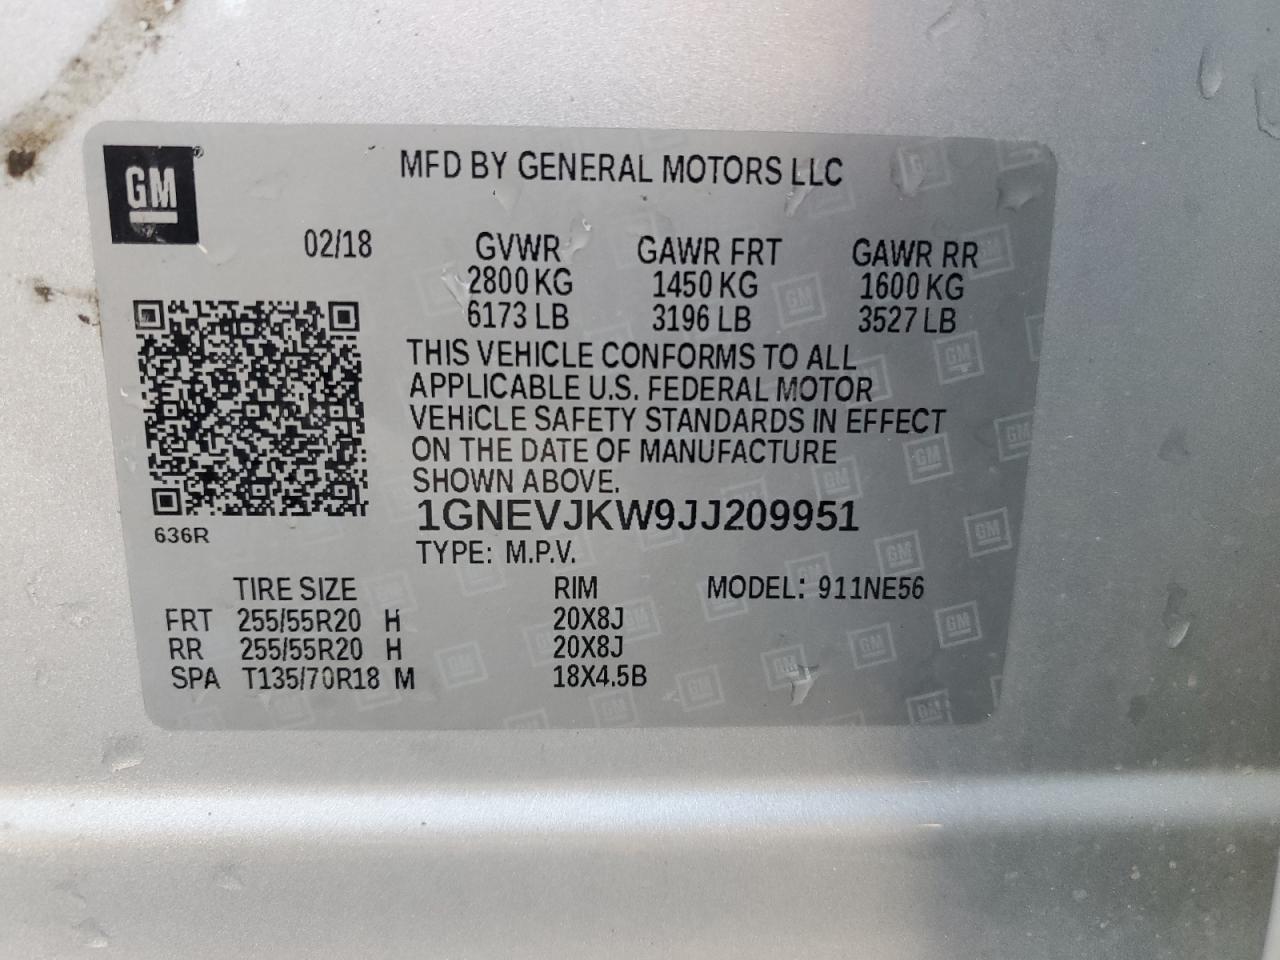 GM®
MFD BY GENERAL MOTORS LLC
02/18
GVWR GAWR FRT GAWR RR
2800 KG 1450 KG 1600 KG
6173 LB 3196 LB 3527 LB
THIS VEHICLE CONFORMS TO ALL
APPLICABLE U.S. FEDERAL MOTOR
VEHICLE SAFETY STANDARDS IN EFFECT
ON THE DATE OF MANUFACTURE
SHOWN ABOVE.
1GNEVJKW9JJ209951
636R
TYPE: M.P.V.
TIRE SIZE RIM MODEL: 911NE56
FRT 255/55R20 H 20X8J
RR 255/55R20 H 20X8J
SPA T135/70R18 M 18X4.5B